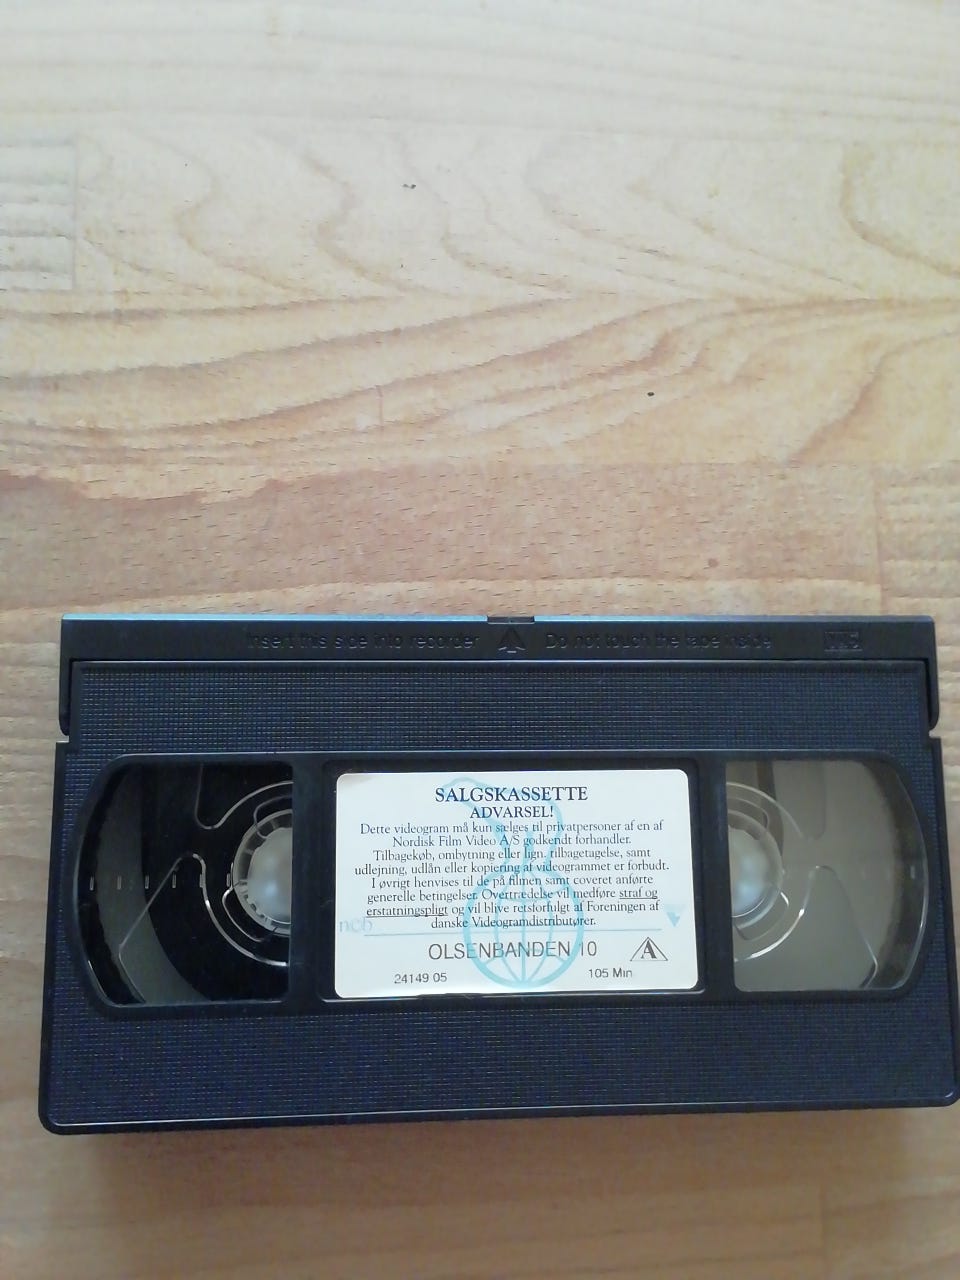 Insert this side into recorder Do not touch the tape inside VHS
SALGSKASSETTE
ADVARSEL!
Dette videogram må kun sælges til privatpersoner af en af
Nordisk Film Video A/S godkendt forhandler.
Tilbagekøb, ombytning eller lign. tilbagetagelse, samt
udlejning, udlån eller kopiering af videogrammet er forbudt.
I øvrigt henvises til de på filmen samt coveret anførte
generelle betingelser. Overtrædelse vil medføre straf og
erstatningspligt og vil blive retsforfulgt af Foreningen af
danske Videogramdistributører.
ncb
OLSENBANDEN 10 A
24149 05 105 Min